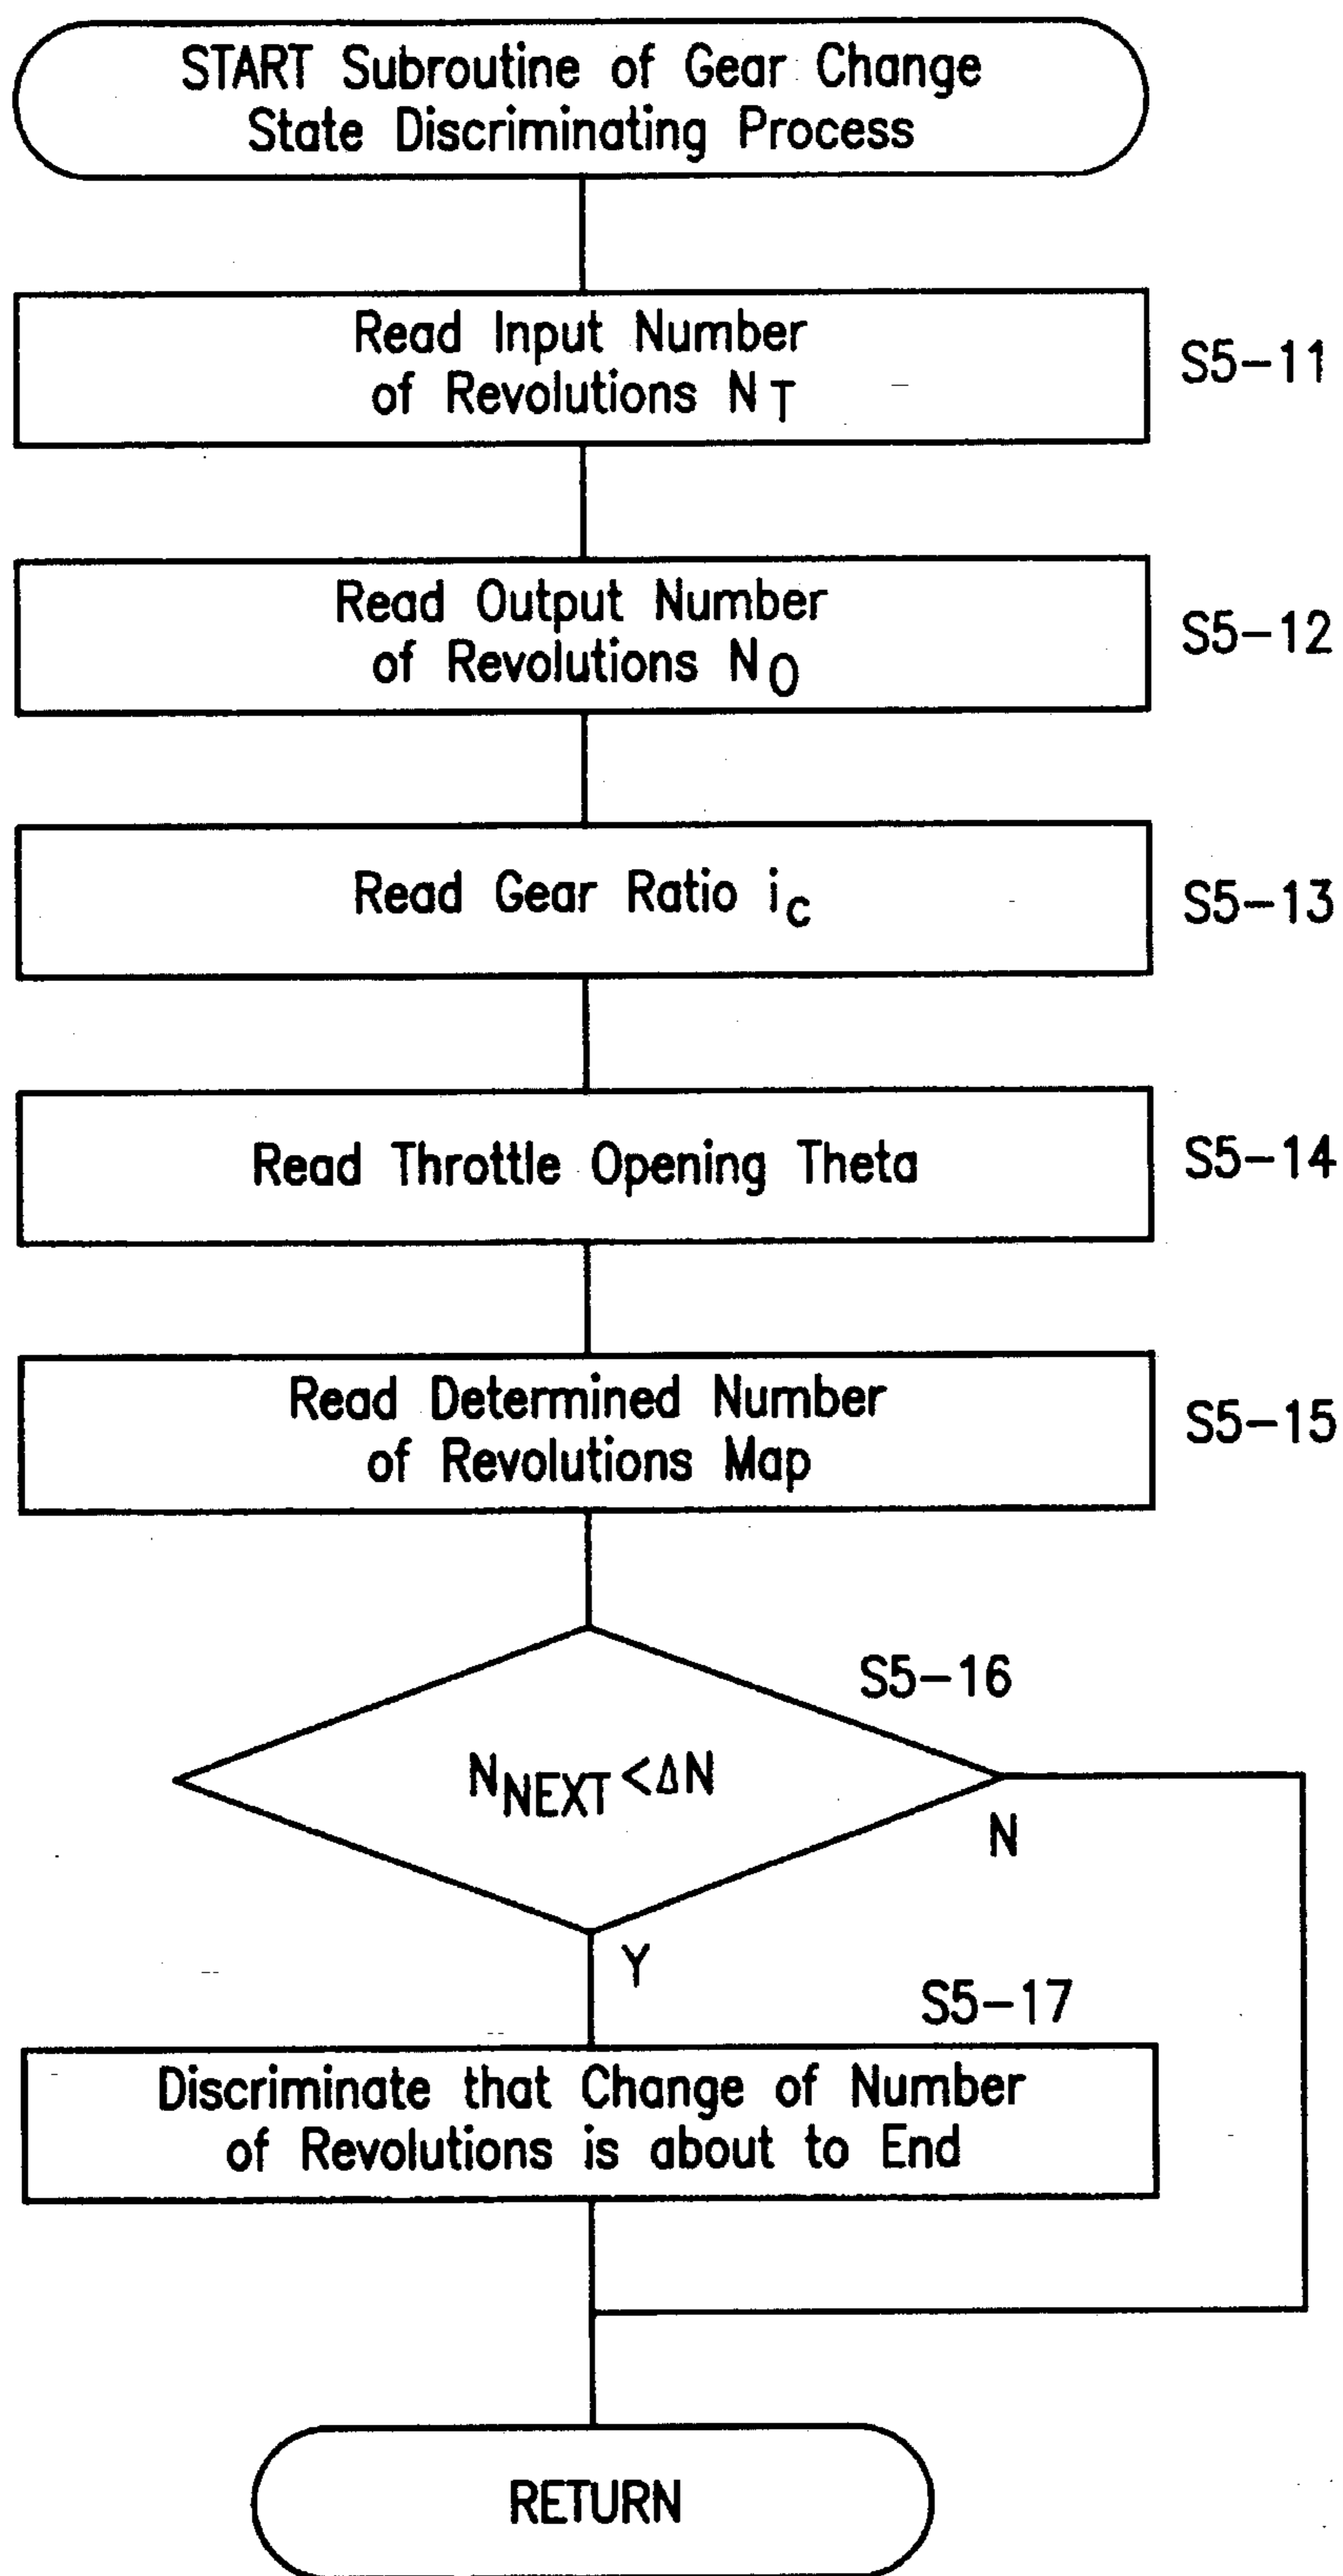 START Subroutine of Gear Change
State Discriminating Process
Read Input Number
of Revolutions N T
S5-11
Read Output Number
of Revolutions N O
S5-12
Read Gear Ratio i c
S5-13
Read Throttle Opening Theta
S5-14
Read Determined Number
of Revolutions Map
S5-15
S5-16
N NEXT <ΔN
N
Y
S5-17
Discriminate that Change of Number
of Revolutions is about to End
RETURN